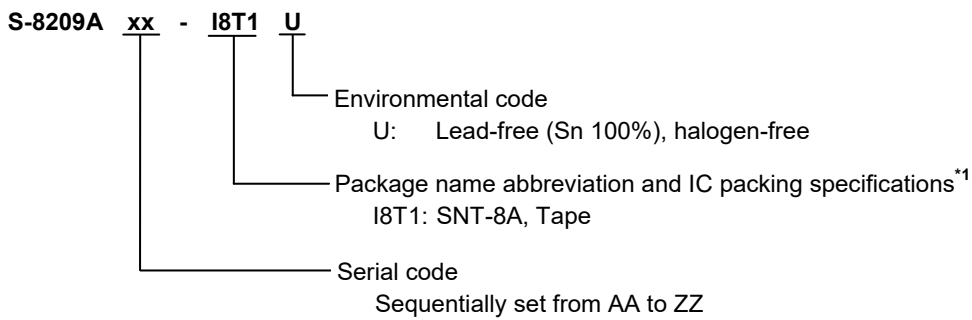 S-8209A xx - I8T1 U
Environmental code
U: Lead-free (Sn 100%), halogen-free
Package name abbreviation and IC packing specifications*1
I8T1: SNT-8A, Tape
Serial code
Sequentially set from AA to ZZ